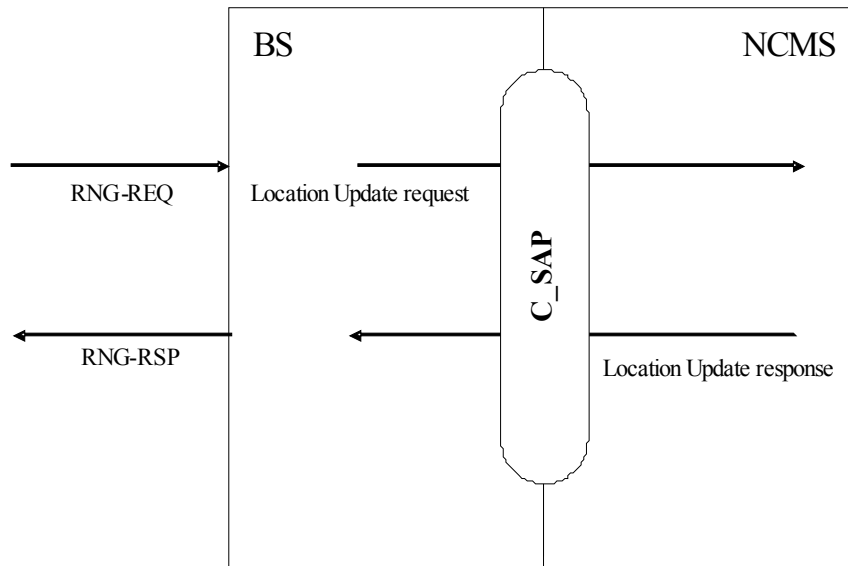 BS
NCMS
RNG-REQ
Location Update request
C_SAP
RNG-RSP
Location Update response